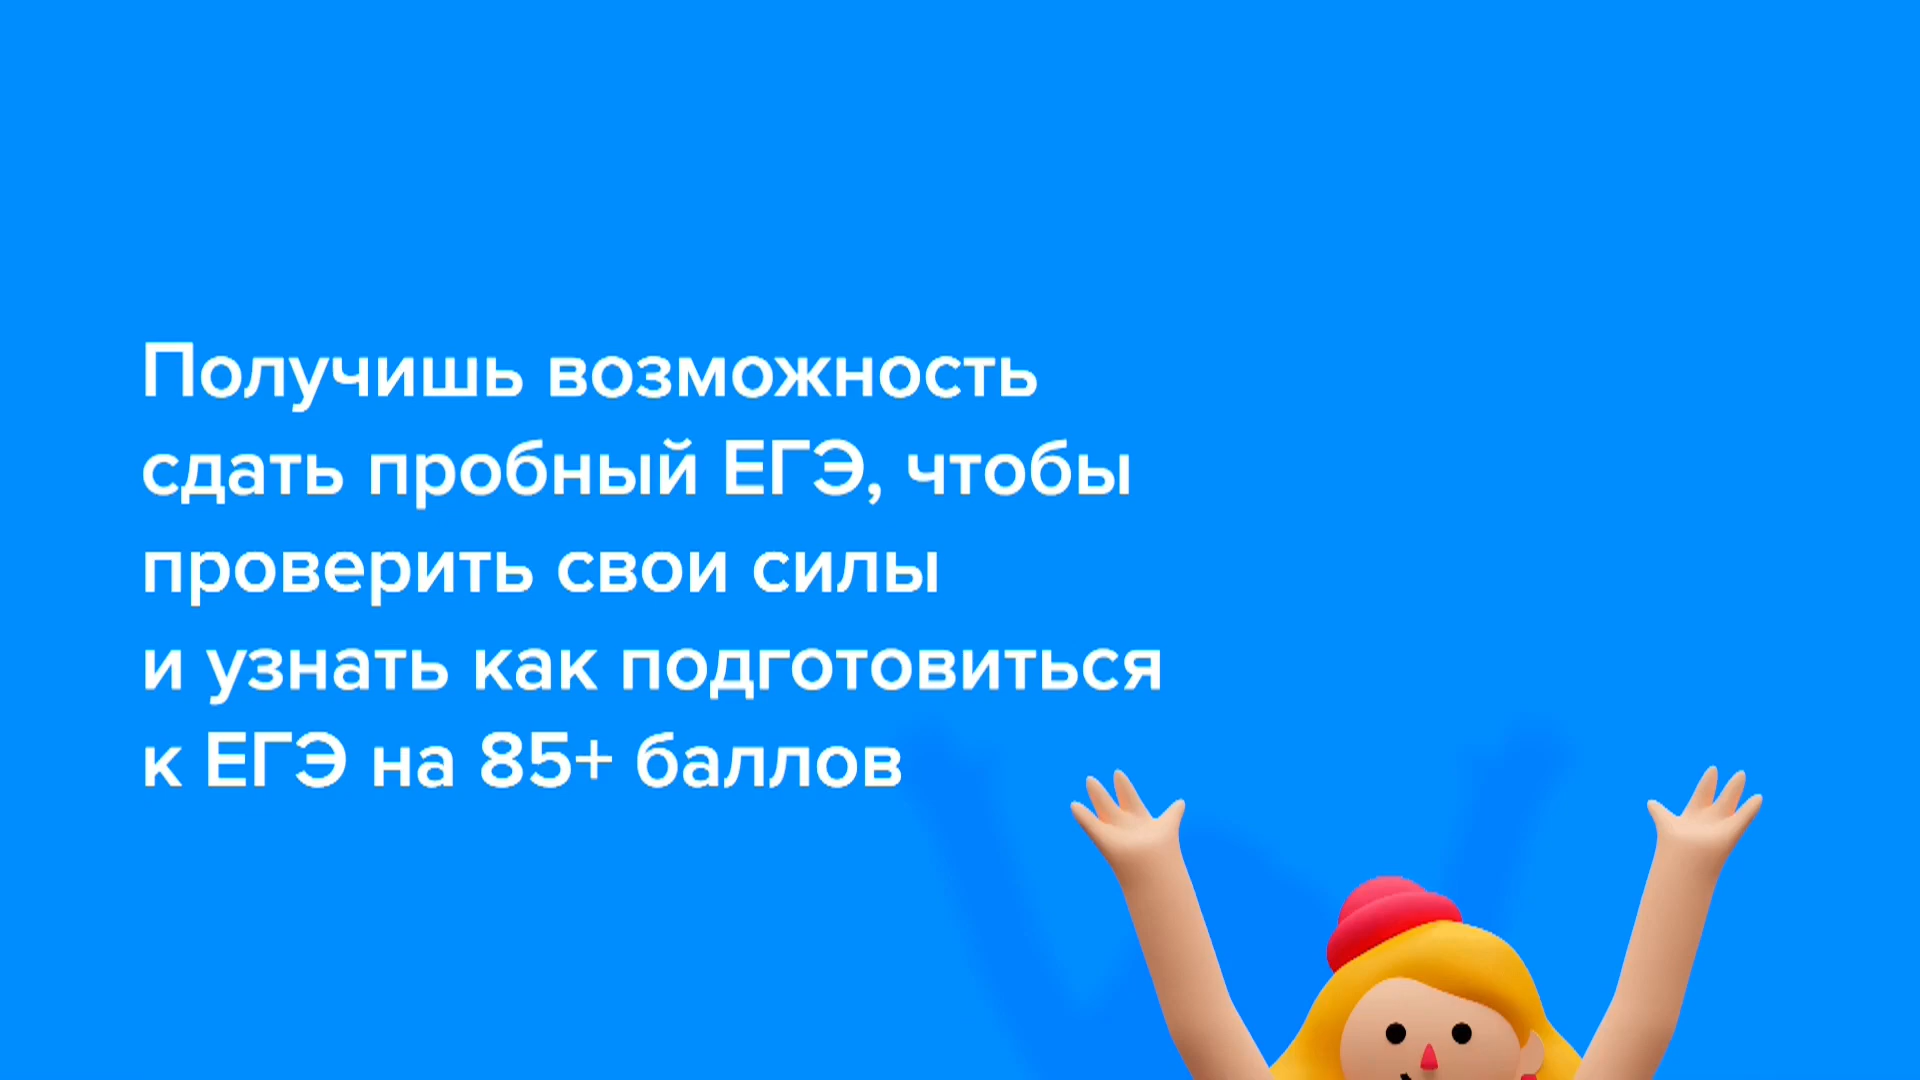 Получишь возможность
сдать пробный ЕГЭ, чтобы
проверить свои силы
и узнать как подготовиться
к ЕГЭ на 85+ баллов